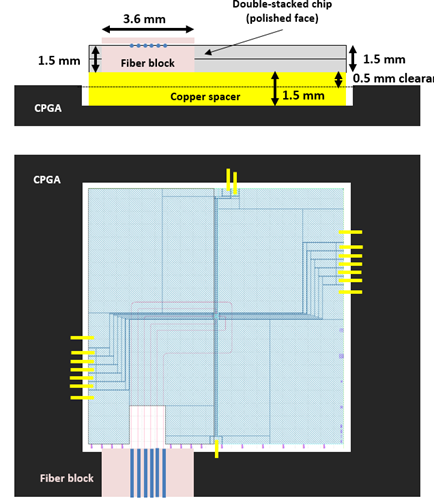 Double-stacked chip
(polished face)
3.6 mm
1.5 mm
Fiber block
1.5 mm
0.5 mm clearar
Copper spacer
1.5 mm
CPGA
CPGA
Fiber block